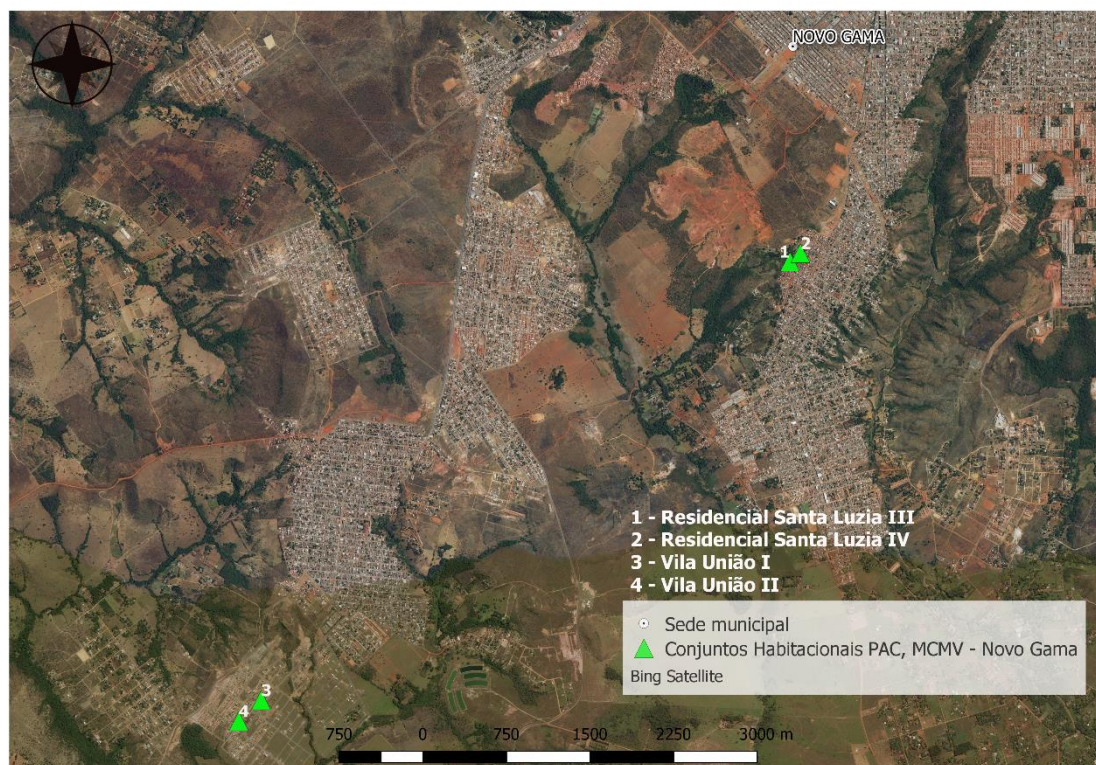 NOVO GAMA
2
1
1 - Residencial Santa Luzia III
2 - Residencial Santa Luzia IV
3 - Vila União I
4 - Vila União II
Sede municipal
Conjuntos Habitacionais PAC, MCMV - Novo Gama
Bing Satellite
3
4
750 0 750 1500 2250 3000 m